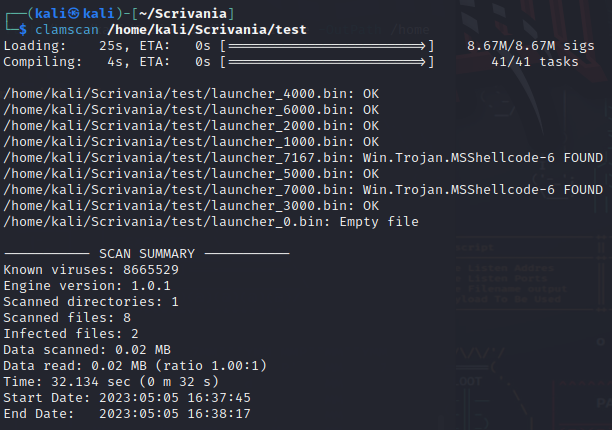 ┌──(kali㉿kali)-[~/Scrivania]
└─$ clamscan /home/kali/Scrivania/test
Loading:    25s, ETA:   0s [========================>]    8.67M/8.67M sigs
Compiling:   4s, ETA:   0s [========================>]       41/41 tasks
/home/kali/Scrivania/test/launcher_4000.bin: OK
/home/kali/Scrivania/test/launcher_6000.bin: OK
/home/kali/Scrivania/test/launcher_2000.bin: OK
/home/kali/Scrivania/test/launcher_1000.bin: OK
/home/kali/Scrivania/test/launcher_7167.bin: Win.Trojan.MSShellcode-6 FOUND
/home/kali/Scrivania/test/launcher_5000.bin: OK
/home/kali/Scrivania/test/launcher_7000.bin: Win.Trojan.MSShellcode-6 FOUND
/home/kali/Scrivania/test/launcher_3000.bin: OK
/home/kali/Scrivania/test/launcher_0.bin: Empty file
----------- SCAN SUMMARY -----------
Known viruses: 8665529
Engine version: 1.0.1
Scanned directories: 1
Scanned files: 8
Infected files: 2
Data scanned: 0.02 MB
Data read: 0.02 MB (ratio 1.00:1)
Time: 32.134 sec (0 m 32 s)
Start Date: 2023:05:05 16:37:45
End Date:   2023:05:05 16:38:17